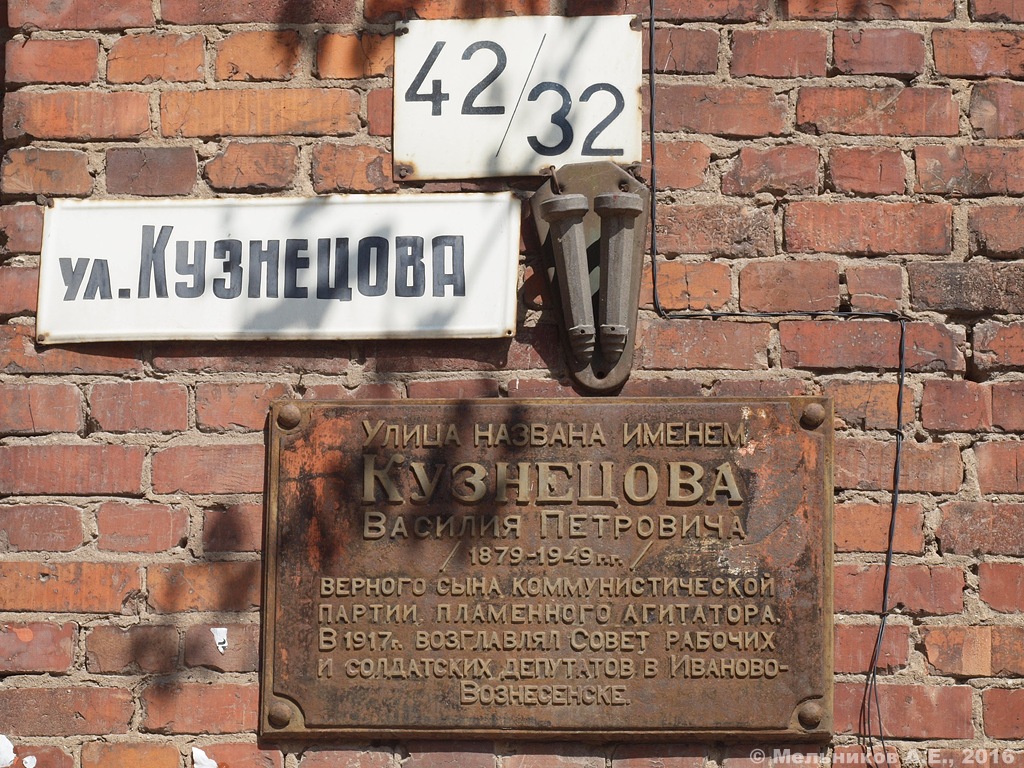 42/32
ул. Кузнецова
Улица названа именем
Кузнецова
Василия Петровича
/ 1879-1949 г.г. /
верного сына коммунистической
партии, пламенного агитатора.
В 1917 г. возглавлял Совет рабочих
и солдатских депутатов в Иваново-
Вознесенске.
© Мельников А.Е., 2016